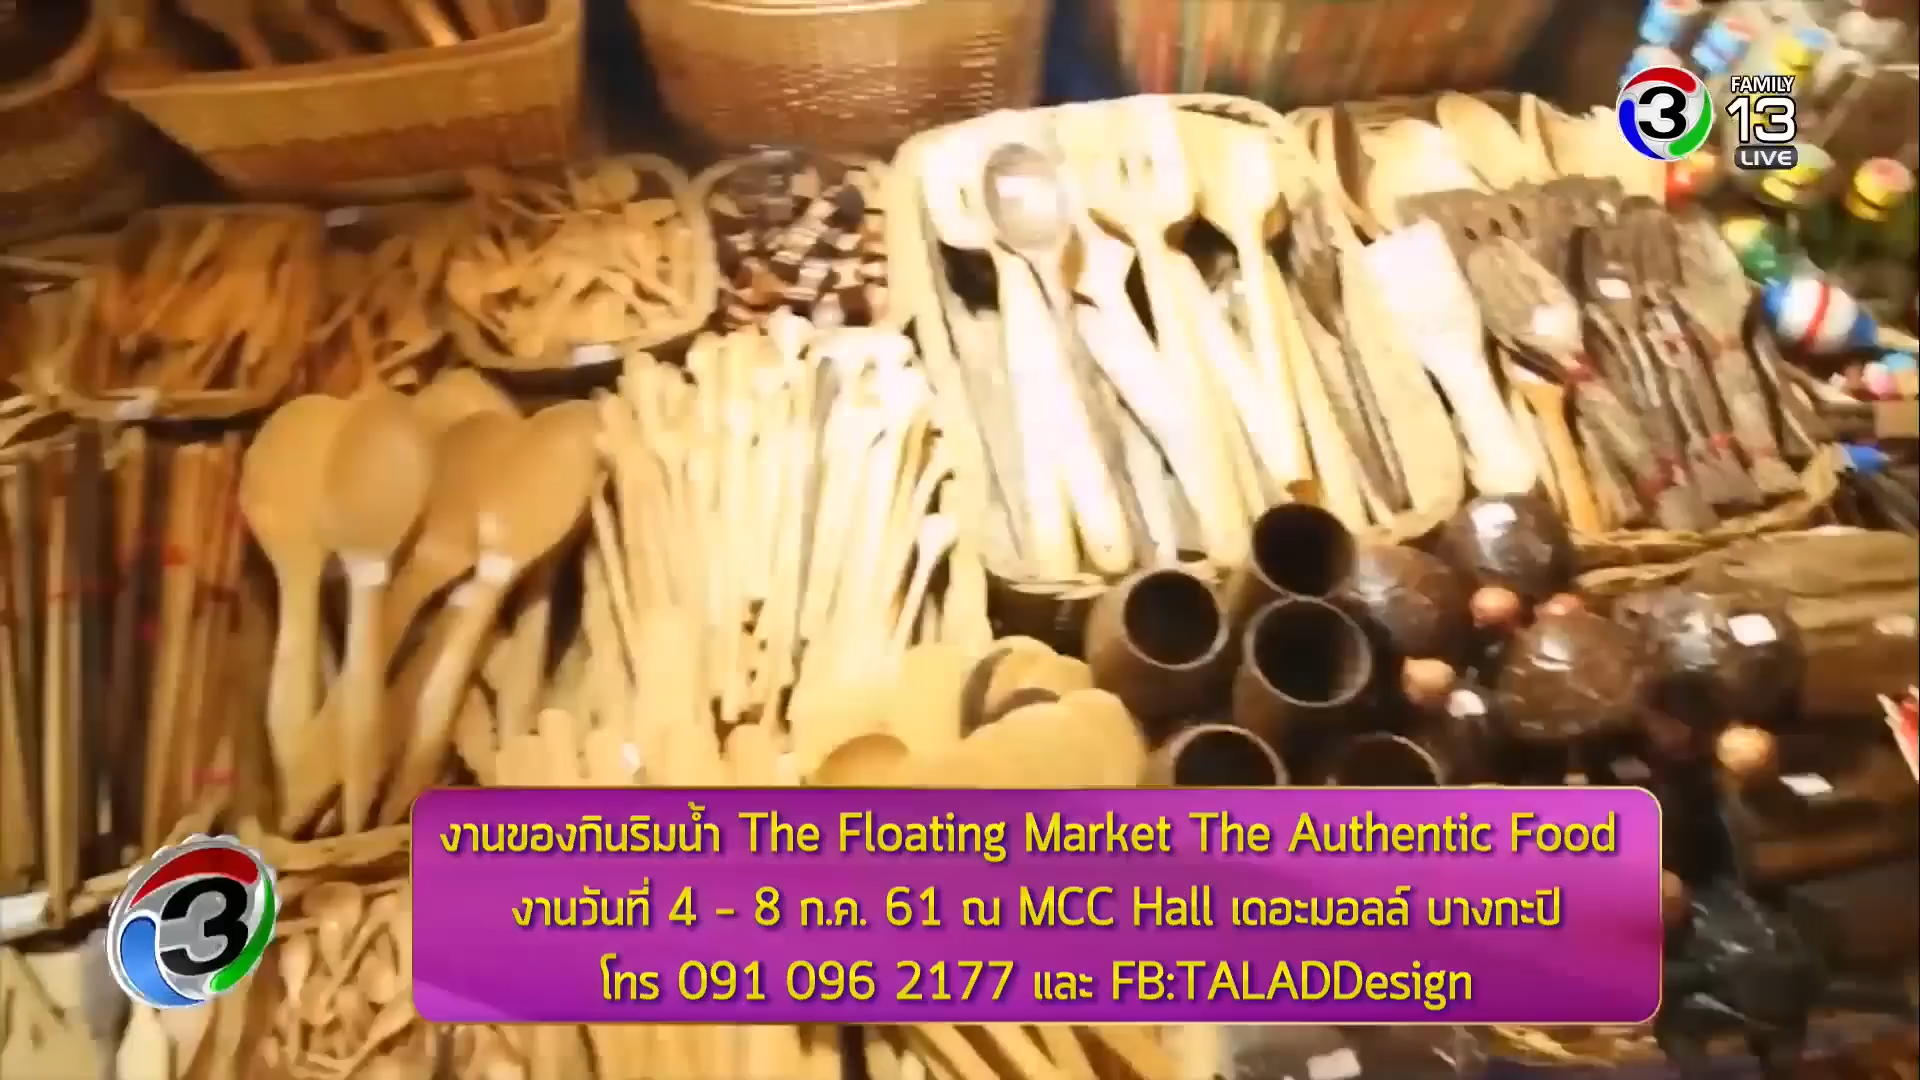 3
FAMILY
13
LIVE
งานของกินริมน้ำ The Floating Market The Authentic Food
งานวันที่ 4 - 8 ก.ค. 61 ณ MCC Hall เดอะมอลล์ บางกะปิ
โทร 091 096 2177 และ FB:TALADDesign
3